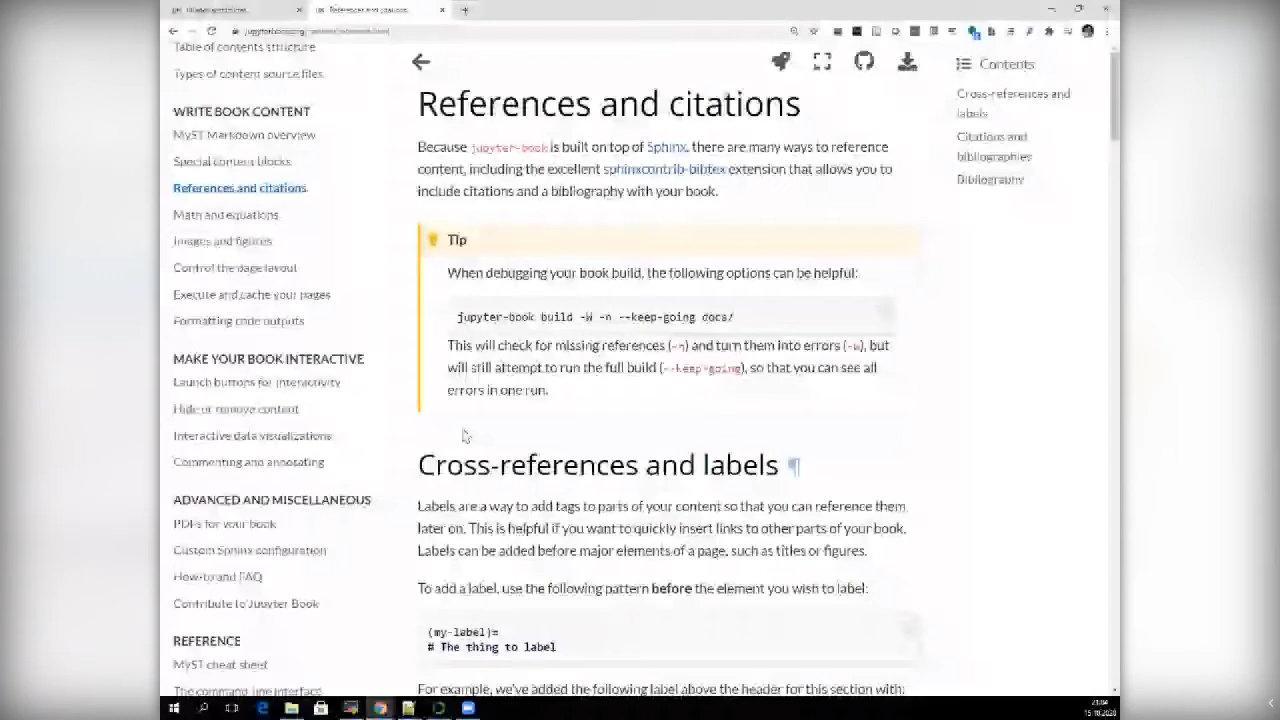 References and citations
Table of contents structure
Types of content source files
WRITE BOOK CONTENT
MyST Markdown overview
Special content blocks
References and citations
Math and equations
Images and figures
Control the page layout
Execute and cache your pages
Formatting code outputs
MAKE YOUR BOOK INTERACTIVE
Launch buttons for interactivity
Hide or remove content
Interactive data visualizations
Commenting and annotating
ADVANCED AND MISCELLANEOUS
PDFs for your book
Custom Sphinx configuration
How-to and FAQ
Contribute to Jupyter Book
REFERENCE
MyST cheat sheet
The command-line interface
References and citations
Because jupyter-book is built on top of Sphinx, there are many ways to reference
content, including the excellent sphinxcontrib-bibtex extension that allows you to
include citations and a bibliography with your book.
Tip
When debugging your book build, the following options can be helpful:
jupyter-book build -W -n --keep-going docs/
This will check for missing references (-n) and turn them into errors (-W), but
will still attempt to run the full build (--keep-going), so that you can see all
errors in one run.
Cross-references and labels ¶
Labels are a way to add tags to parts of your content so that you can reference them
later on. This is helpful if you want to quickly insert links to other parts of your book.
Labels can be added before major elements of a page, such as titles or figures.
To add a label, use the following pattern before the element you wish to label:
(my-label)=
# The thing to label
For example, we've added the following label above the header for this section with:
Contents
Cross-references and
labels
Citations and
bibliographies
Bibliography
21:04
15.10.2020